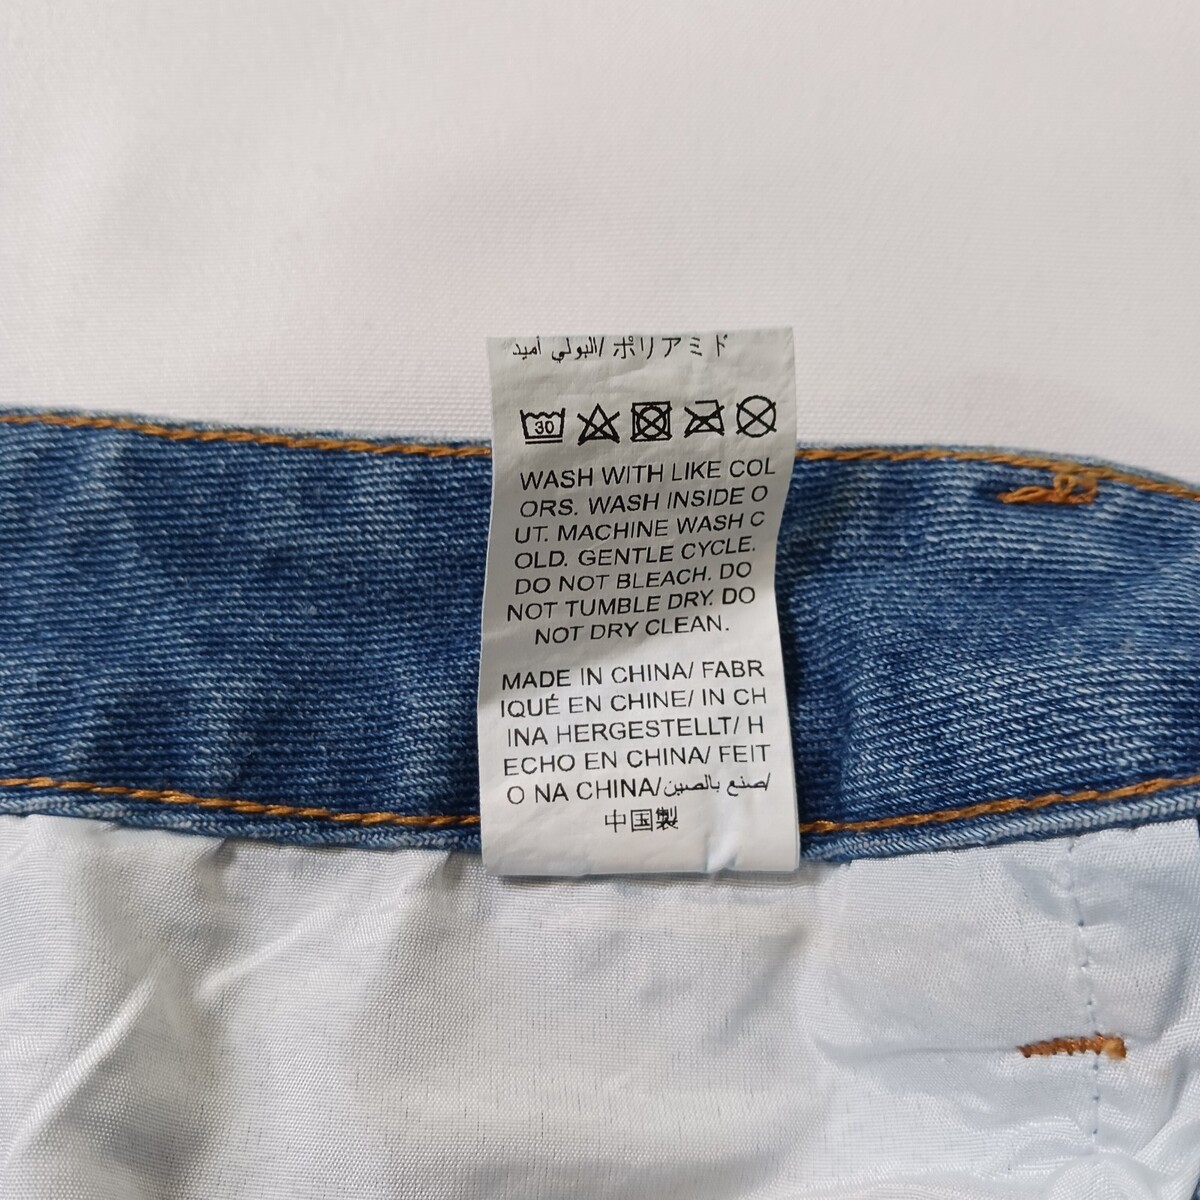 البولي أميد/ポリアミド
30
WASH WITH LIKE COL
ORS. WASH INSIDE O
UT. MACHINE WASH C
OLD. GENTLE CYCLE.
DO NOT BLEACH. DO
NOT TUMBLE DRY. DO
NOT DRY CLEAN.
MADE IN CHINA/ FABR
IQUÉ EN CHINE/ IN CH
INA HERGESTELLT/ H
ECHO EN CHINA/ FEIT
O NA CHINA/صنع بالصين/
中国製